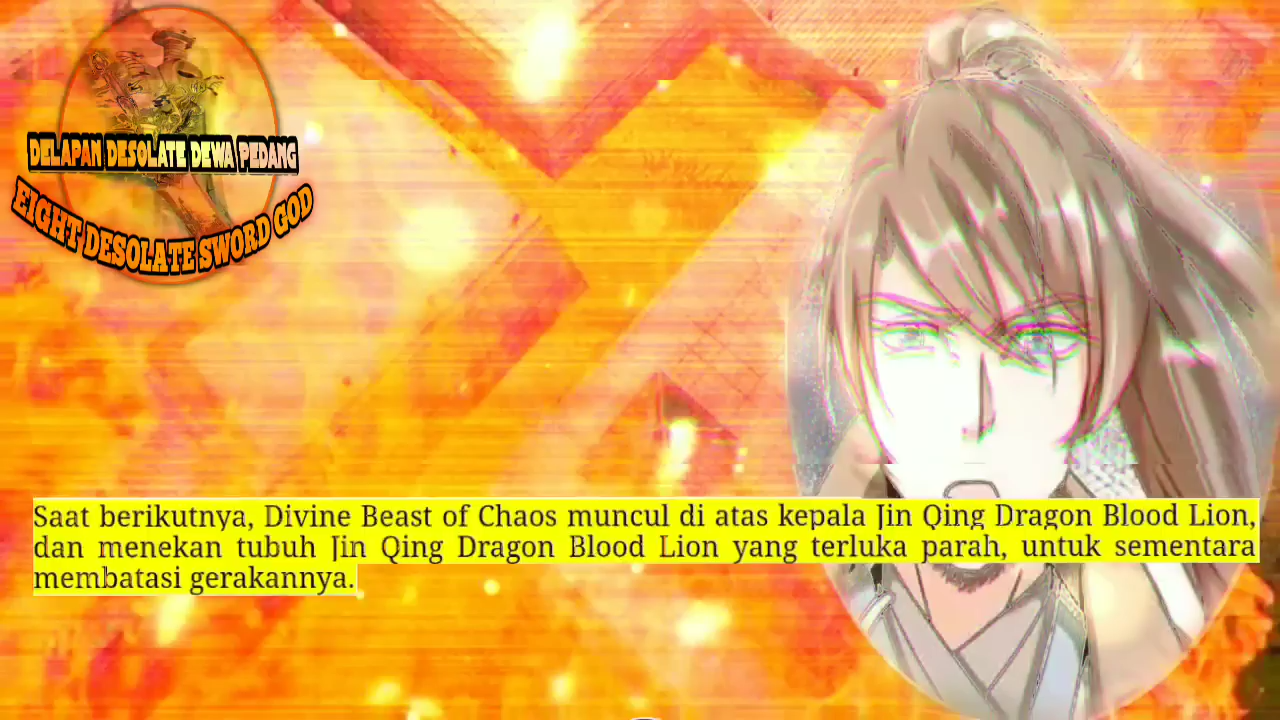 DELAPAN DESOLATE DEWA PEDANG
EIGHT DESOLATE SWORD GOD
Saat berikutnya, Divine Beast of Chaos muncul di atas kepala Jin Qing Dragon Blood Lion,
dan menekan tubuh Jin Qing Dragon Blood Lion yang terluka parah, untuk sementara
membatasi gerakannya.